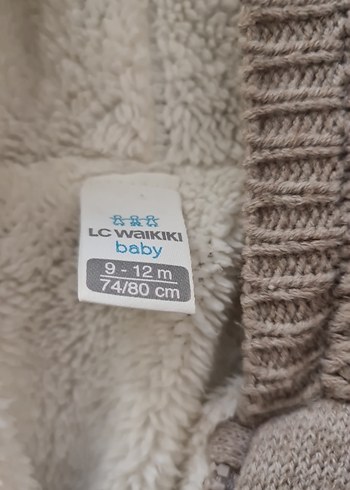 LC WAIKIKI
baby
9 - 12 m
74/80 cm